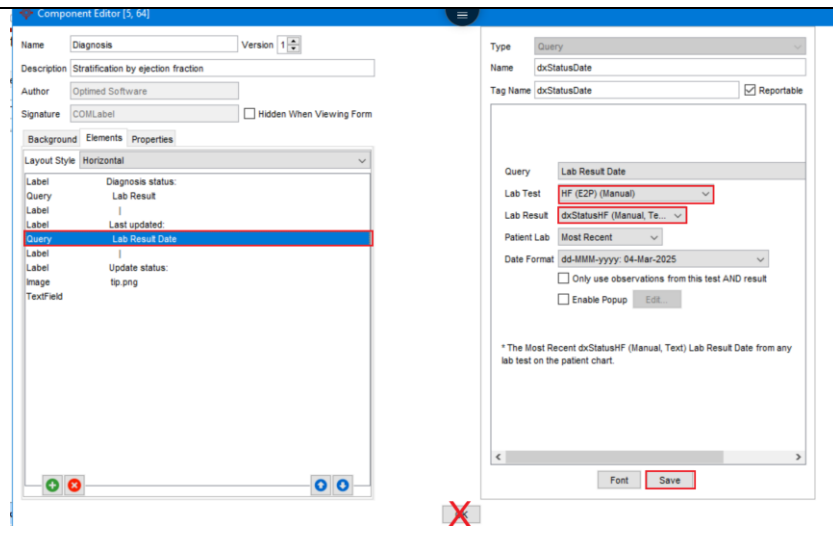 Component Editor [5, 64]
Name Diagnosis Version 1
Description Stratification by ejection fraction
Author Optimed Software
Signature COMLabel Hidden When Viewing Form
Background Elements Properties
Layout Style Horizontal
Label Diagnosis status:
Query Lab Result
Label |
Label Last updated:
Query Lab Result Date
Label |
Label Update status:
Image tip.png
TextField
Type Query
Name dxStatusDate
Tag Name dxStatusDate Reportable
Query Lab Result Date
Lab Test HF (E2P) (Manual)
Lab Result dxStatusHF (Manual, Te...
Patient Lab Most Recent
Date Format dd-MMM-yyyy: 04-Mar-2025
Only use observations from this test AND result
Enable Popup Edit...
* The Most Recent dxStatusHF (Manual, Text) Lab Result Date from any
lab test on the patient chart.
Font Save